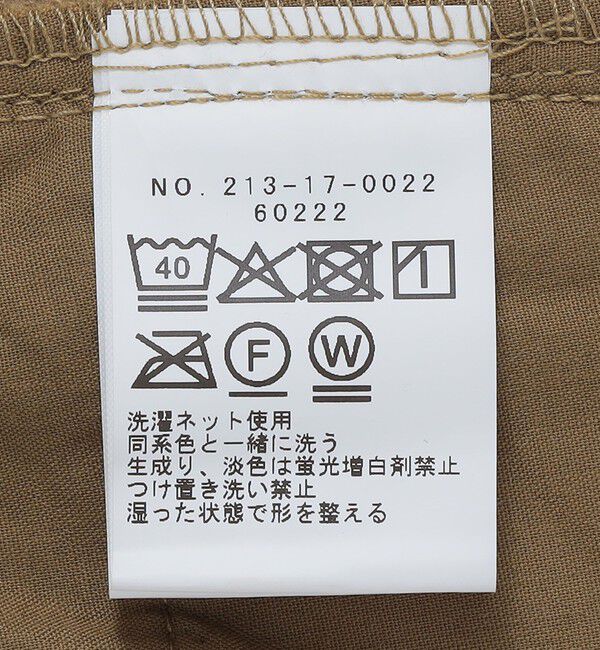 NO. 213-17-0022
60222
40
F W
洗濯ネット使用
同系色と一緒に洗う
生成り、淡色は蛍光増白剤禁止
つけ置き洗い禁止
湿った状態で形を整える